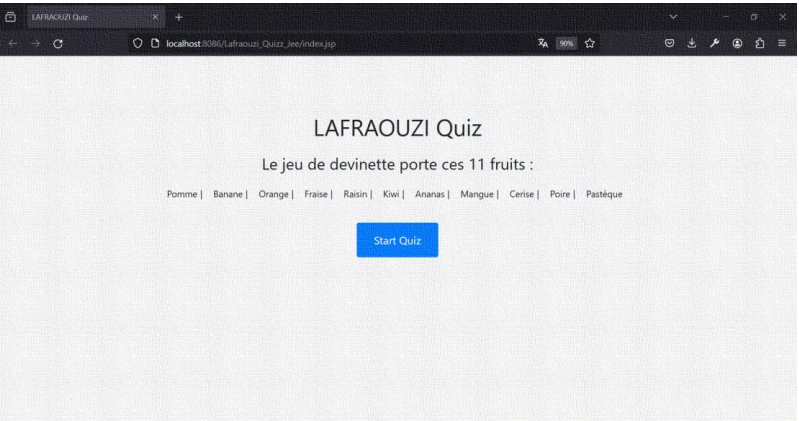 LAFRAOUZI Quiz
localhost:8086/Lafraouzi_Quizz_Jee/index.jsp
90%
LAFRAOUZI Quiz
Le jeu de devinette porte ces 11 fruits :
Pomme | Banane | Orange | Fraise | Raisin | Kiwi | Ananas | Mangue | Cerise | Poire | Pastèque
Start Quiz